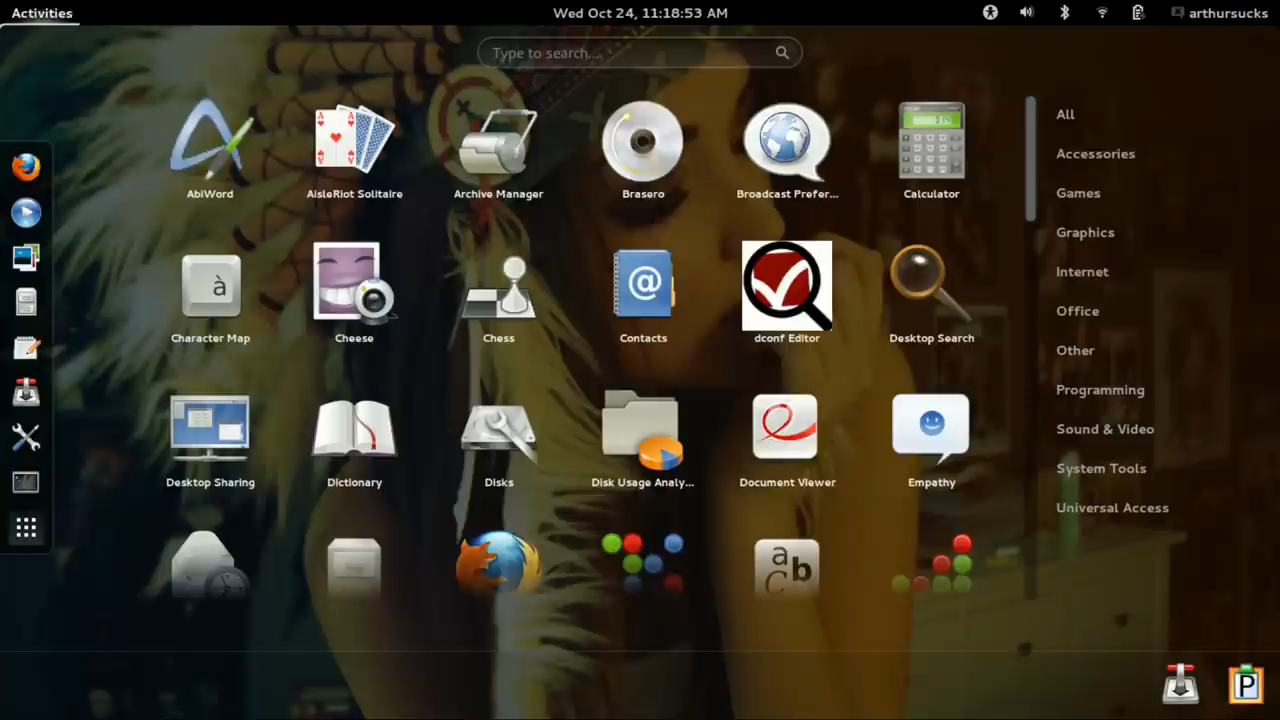 Activities
Wed Oct 24, 11:18:53 AM
arthursucks
Type to search....
AbiWord
AisleRiot Solitaire
Archive Manager
Brasero
Broadcast Prefer...
Calculator
Character Map
Cheese
Chess
Contacts
dconf Editor
Desktop Search
Desktop Sharing
Dictionary
Disks
Disk Usage Analy...
Document Viewer
Empathy
All
Accessories
Games
Graphics
Internet
Office
Other
Programming
Sound & Video
System Tools
Universal Access